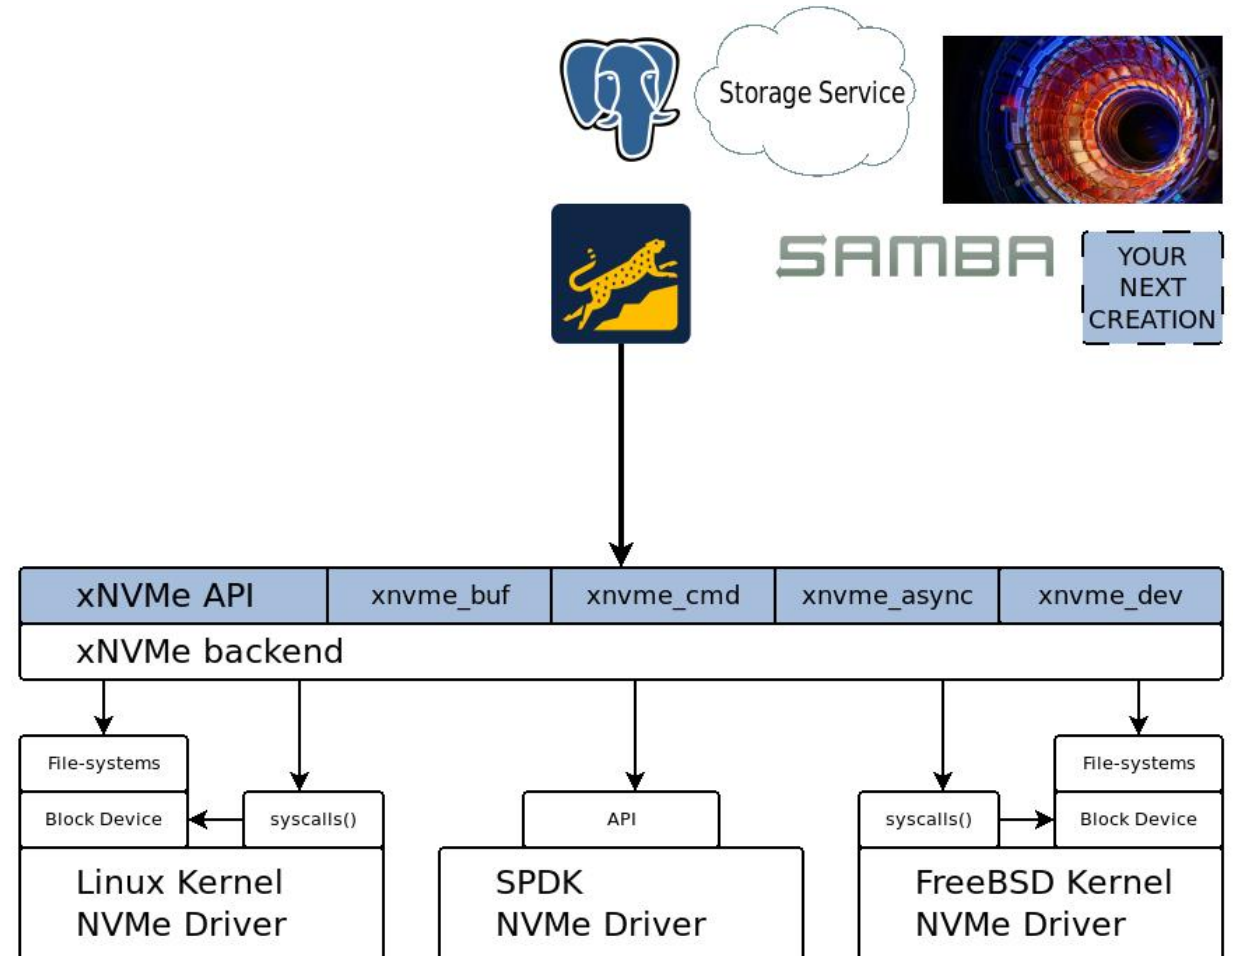 Storage Service
SAMBA
YOUR
NEXT
CREATION
xNVMe API
xnvme_buf
xnvme_cmd
xnvme_async
xnvme_dev
xNVMe backend
File-systems
File-systems
Block Device
syscalls()
API
syscalls()
Block Device
Linux Kernel
NVMe Driver
SPDK
NVMe Driver
FreeBSD Kernel
NVMe Driver